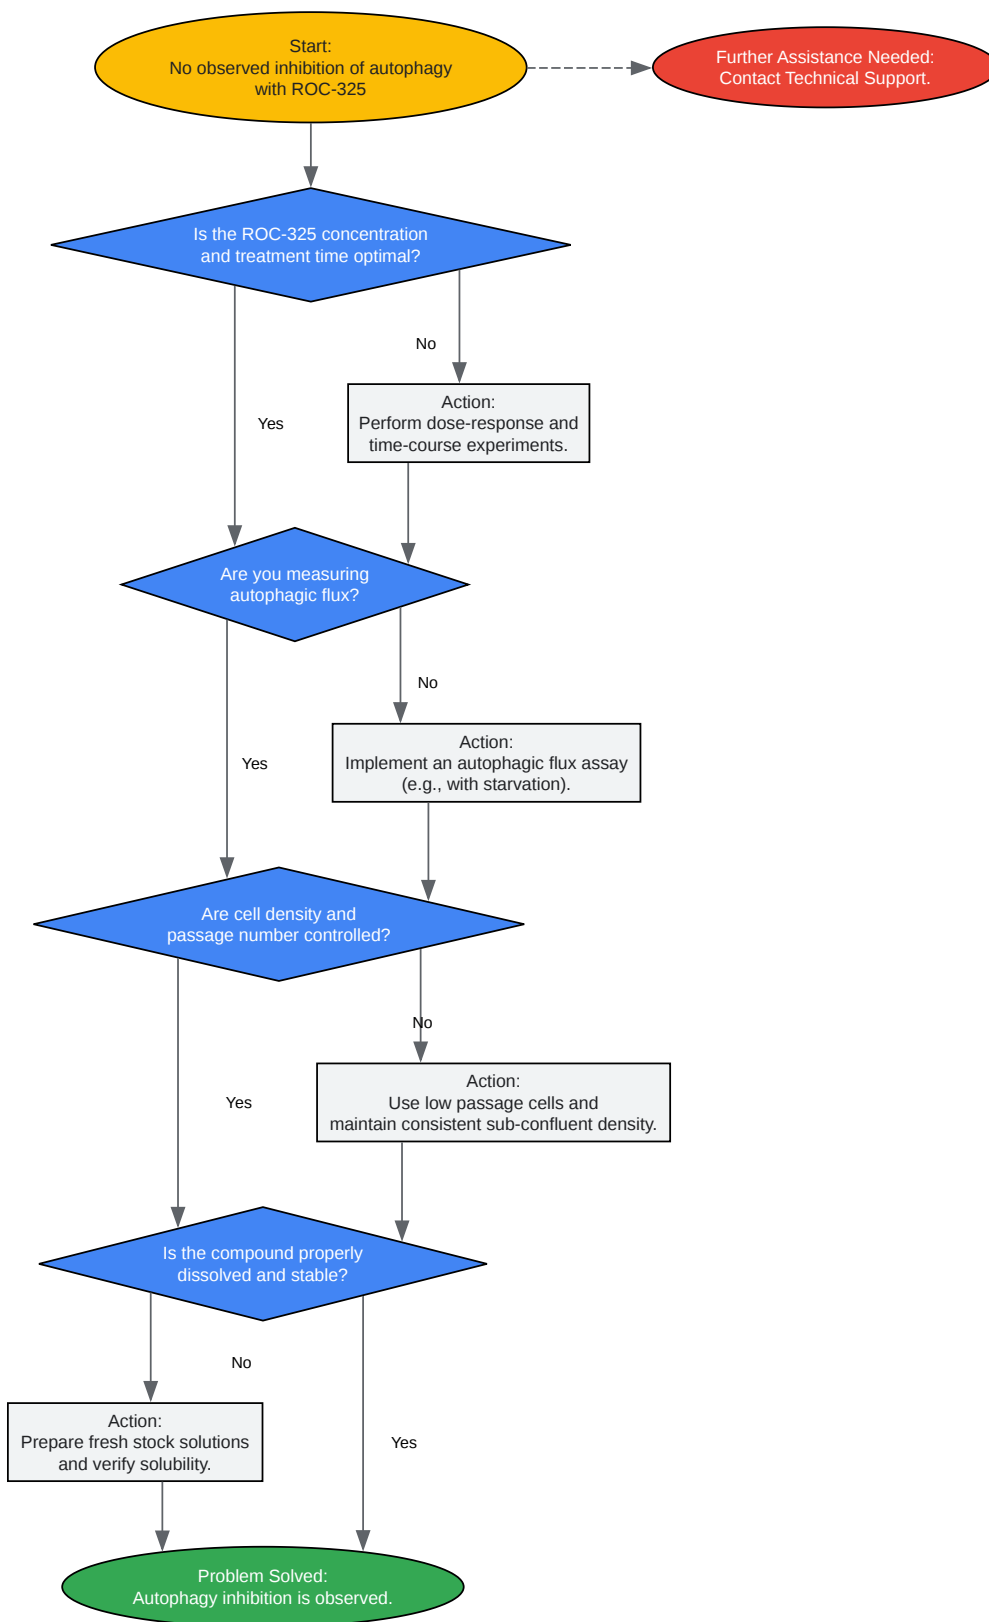 Start:
No observed inhibition of autophagy
with ROC-325
Further Assistance Needed:
Contact Technical Support.
Is the ROC-325 concentration
and treatment time optimal?
No
Action:
Perform dose-response and
time-course experiments.
Yes
Are you measuring
autophagic flux?
No
Action:
Implement an autophagic flux assay
(e.g., with starvation).
Yes
Are cell density and
passage number controlled?
No
Action:
Use low passage cells and
maintain consistent sub-confluent density.
Yes
Is the compound properly
dissolved and stable?
No
Action:
Prepare fresh stock solutions
and verify solubility.
Yes
Problem Solved:
Autophagy inhibition is observed.